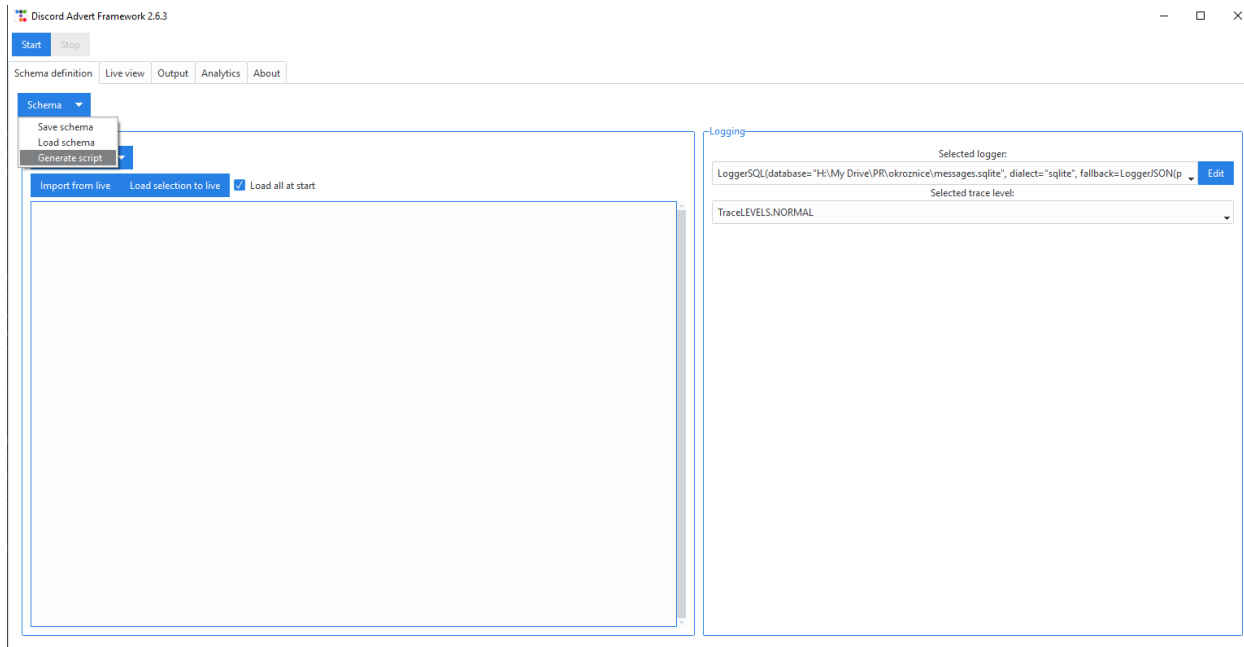 Discord Advert Framework 2.6.3
Start Stop
Schema definition Live view Output Analytics About
Schema
Save schema
Load schema
Generate script
Import from live Load selection to live Load all at start
Logging
Selected logger:
LoggerSQL(database="H:\My Drive\PR\okroznice\messages.sqlite", dialect="sqlite", fallback=LoggerJSON(p Edit
Selected trace level:
TraceLEVELS.NORMAL